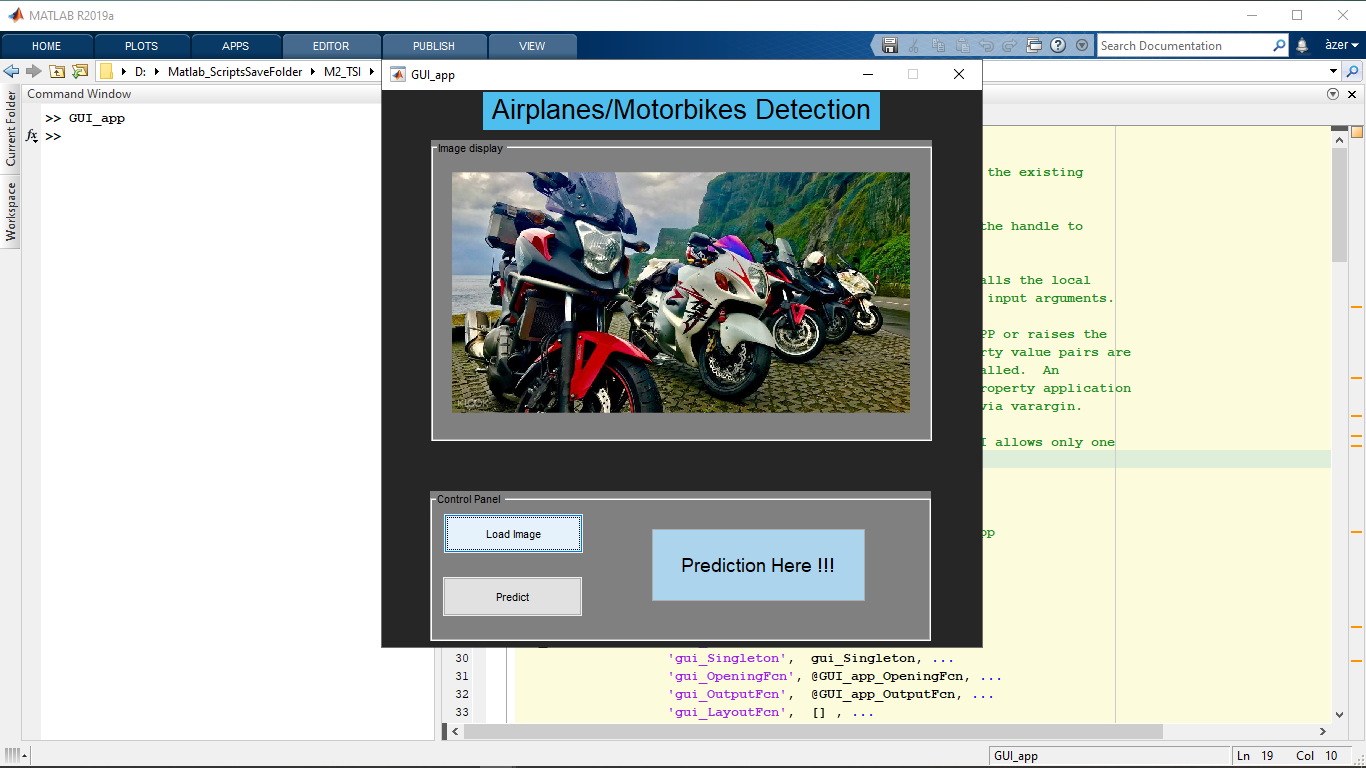 MATLAB R2019a
HOME PLOTS APPS EDITOR PUBLISH VIEW Search Documentation àzer
D: Matlab_ScriptsSaveFolder M2_TSI
Current Folder
Workspace
Command Window
>> GUI_app
fx >>
GUI_app
Airplanes/Motorbikes Detection
Image display
Control Panel
Load Image
Predict
Prediction Here !!!
the existing
the handle to
alls the local
input arguments.
PP or raises the
rty value pairs are
alled. An
roperty application
via varargin.
I allows only one
pp
30 'gui_Singleton', gui_Singleton, ...
31 'gui_OpeningFcn', @GUI_app_OpeningFcn, ...
32 'gui_OutputFcn', @GUI_app_OutputFcn, ...
33 'gui_LayoutFcn', [] , ...
GUI_app Ln 19 Col 10